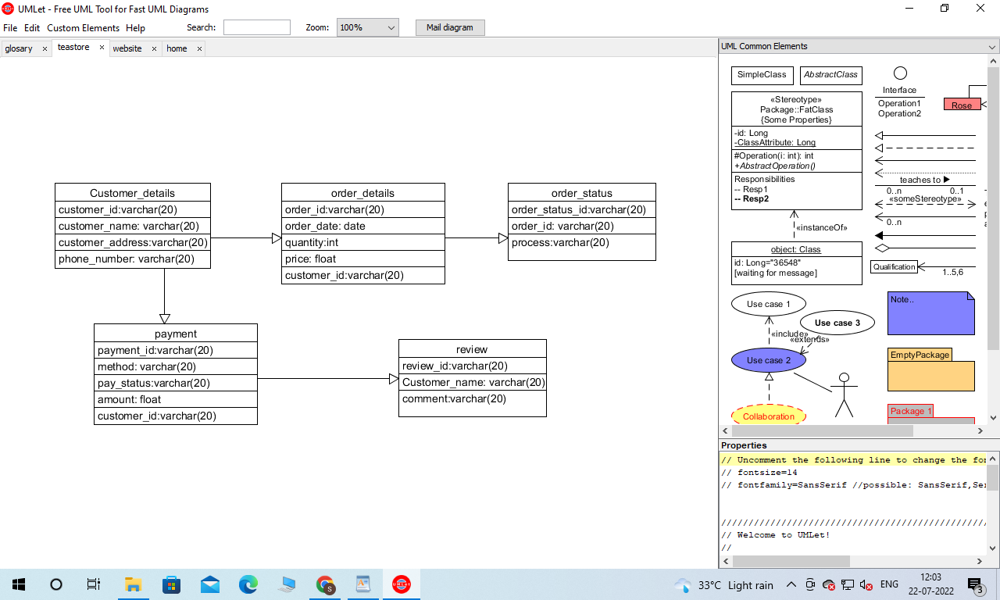 UMLet - Free UML Tool for Fast UML Diagrams
File Edit Custom Elements Help Search: Zoom: 100% Mail diagram
glosary × teastore × website × home ×
Customer_details
customer_id:varchar(20)
customer_name: varchar(20)
customer_address:varchar(20)
phone_number: varchar(20)
order_details
order_id:varchar(20)
order_date: date
quantity:int
price: float
customer_id:varchar(20)
order_status
order_status_id:varchar(20)
order_id: varchar(20)
process:varchar(20)
payment
payment_id:varchar(20)
method: varchar(20)
pay_status:varchar(20)
amount: float
customer_id:varchar(20)
review
review_id:varchar(20)
Customer_name: varchar(20)
comment:varchar(20)
UML Common Elements
SimpleClass
AbstractClass
«Stereotype»
Package::FatClass
{Some Properties}
-id: Long
-ClassAttribute: Long
#Operation(i: int): int
+AbstractOperation()
Responsibilities
-- Resp1
-- Resp2
«instanceOf»
object: Class
id: Long="36548"
[waiting for message]
Interface
Operation1
Operation2
Rose
teaches to
0..n 0..1
«someStereotype»
0..n
Qualification
1..5,6
Use case 1
Use case 3
«include»
«extends»
Use case 2
Collaboration
Note..
EmptyPackage
Package 1
Properties
// Uncomment the following line to change the fon
// fontsize=14
// fontfamily=SansSerif //possible: SansSerif,Ser
////////////////////////////////////////////////
// Welcome to UMLet!
//
UMLET
S
33°C Light rain
ENG
12:03
22-07-2022
3